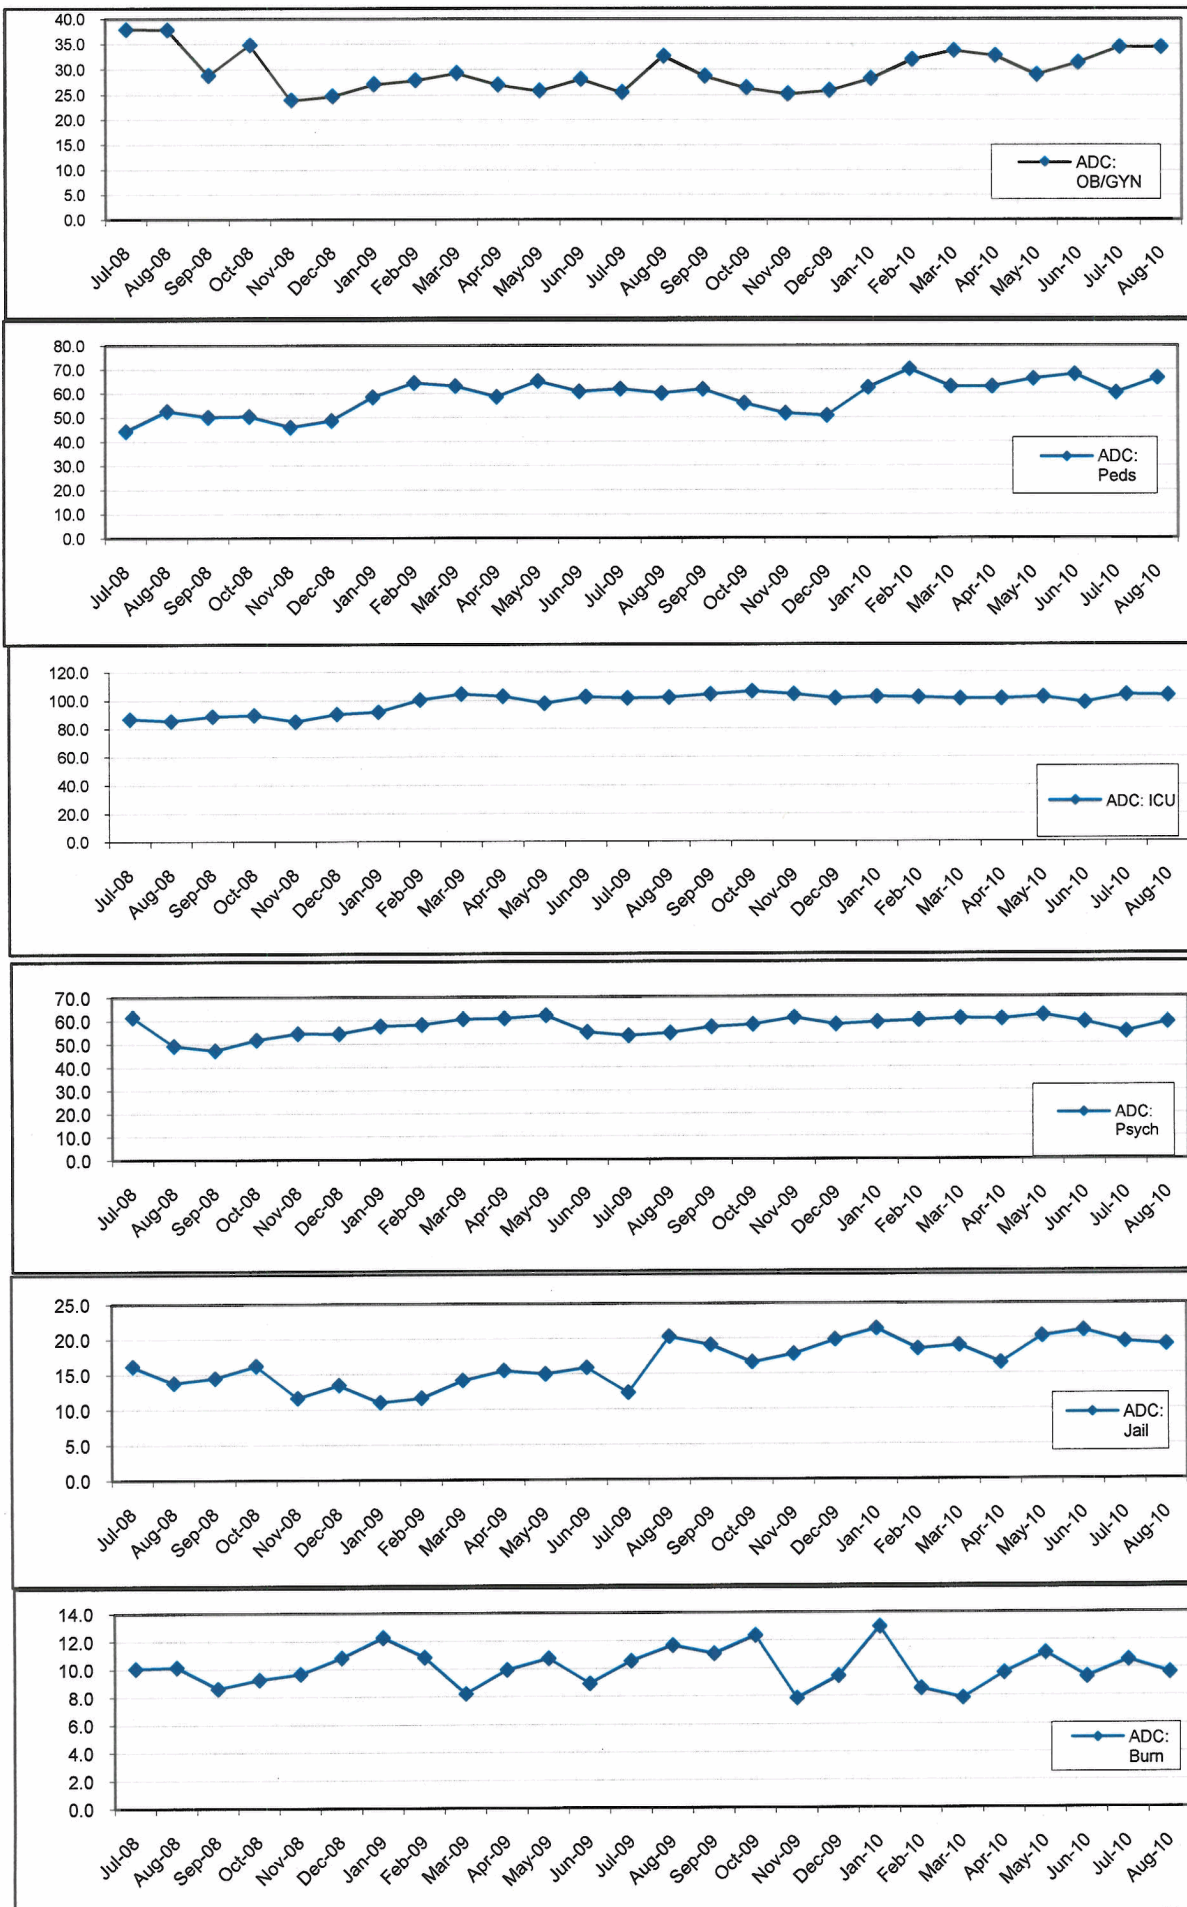 40.0
35.0
30.0
25.0
20.0
15.0
10.0
5.0
0.0
ADC:
OB/GYN
Jul-08 Aug-08 Sep-08 Oct-08 Nov-08 Dec-08 Jan-09 Feb-09 Mar-09 Apr-09 May-09 Jun-09 Jul-09 Aug-09 Sep-09 Oct-09 Nov-09 Dec-09 Jan-10 Feb-10 Mar-10 Apr-10 May-10 Jun-10 Jul-10 Aug-10
80.0
70.0
60.0
50.0
40.0
30.0
20.0
10.0
0.0
ADC:
Peds
Jul-08 Aug-08 Sep-08 Oct-08 Nov-08 Dec-08 Jan-09 Feb-09 Mar-09 Apr-09 May-09 Jun-09 Jul-09 Aug-09 Sep-09 Oct-09 Nov-09 Dec-09 Jan-10 Feb-10 Mar-10 Apr-10 May-10 Jun-10 Jul-10 Aug-10
120.0
100.0
80.0
60.0
40.0
20.0
0.0
ADC: ICU
Jul-08 Aug-08 Sep-08 Oct-08 Nov-08 Dec-08 Jan-09 Feb-09 Mar-09 Apr-09 May-09 Jun-09 Jul-09 Aug-09 Sep-09 Oct-09 Nov-09 Dec-09 Jan-10 Feb-10 Mar-10 Apr-10 May-10 Jun-10 Jul-10 Aug-10
70.0
60.0
50.0
40.0
30.0
20.0
10.0
0.0
ADC:
Psych
Jul-08 Aug-08 Sep-08 Oct-08 Nov-08 Dec-08 Jan-09 Feb-09 Mar-09 Apr-09 May-09 Jun-09 Jul-09 Aug-09 Sep-09 Oct-09 Nov-09 Dec-09 Jan-10 Feb-10 Mar-10 Apr-10 May-10 Jun-10 Jul-10 Aug-10
25.0
20.0
15.0
10.0
5.0
0.0
ADC:
Jail
Jul-08 Aug-08 Sep-08 Oct-08 Nov-08 Dec-08 Jan-09 Feb-09 Mar-09 Apr-09 May-09 Jun-09 Jul-09 Aug-09 Sep-09 Oct-09 Nov-09 Dec-09 Jan-10 Feb-10 Mar-10 Apr-10 May-10 Jun-10 Jul-10 Aug-10
14.0
12.0
10.0
8.0
6.0
4.0
2.0
0.0
ADC:
Burn
Jul-08 Aug-08 Sep-08 Oct-08 Nov-08 Dec-08 Jan-09 Feb-09 Mar-09 Apr-09 May-09 Jun-09 Jul-09 Aug-09 Sep-09 Oct-09 Nov-09 Dec-09 Jan-10 Feb-10 Mar-10 Apr-10 May-10 Jun-10 Jul-10 Aug-10